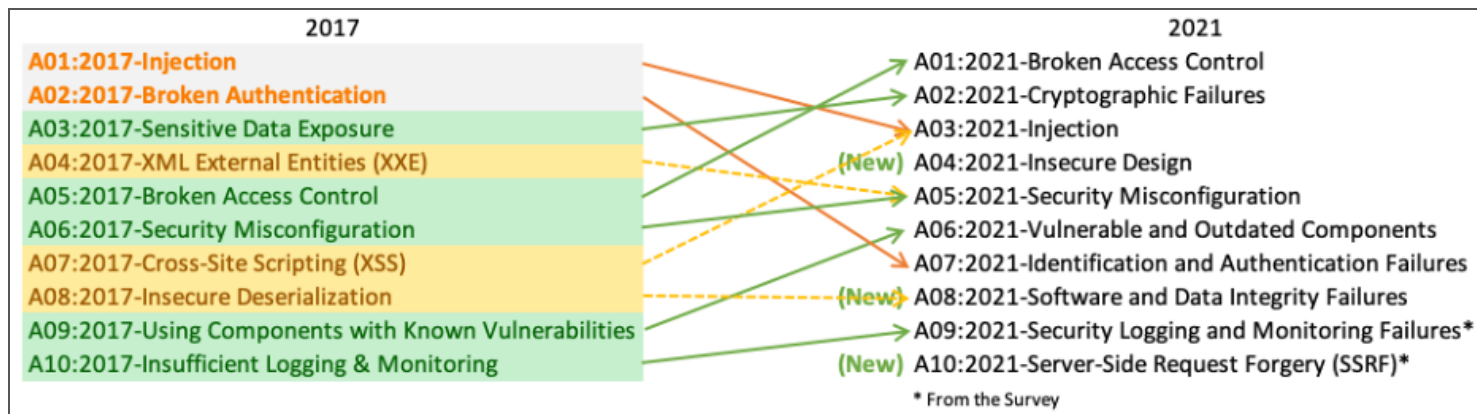 2017
A01:2017-Injection
A02:2017-Broken Authentication
A03:2017-Sensitive Data Exposure
A04:2017-XML External Entities (XXE)
A05:2017-Broken Access Control
A06:2017-Security Misconfiguration
A07:2017-Cross-Site Scripting (XSS)
A08:2017-Insecure Deserialization
A09:2017-Using Components with Known Vulnerabilities
A10:2017-Insufficient Logging & Monitoring
2021
A01:2021-Broken Access Control
A02:2021-Cryptographic Failures
A03:2021-Injection
(New) A04:2021-Insecure Design
A05:2021-Security Misconfiguration
A06:2021-Vulnerable and Outdated Components
A07:2021-Identification and Authentication Failures
(New) A08:2021-Software and Data Integrity Failures
A09:2021-Security Logging and Monitoring Failures*
(New) A10:2021-Server-Side Request Forgery (SSRF)*
* From the Survey